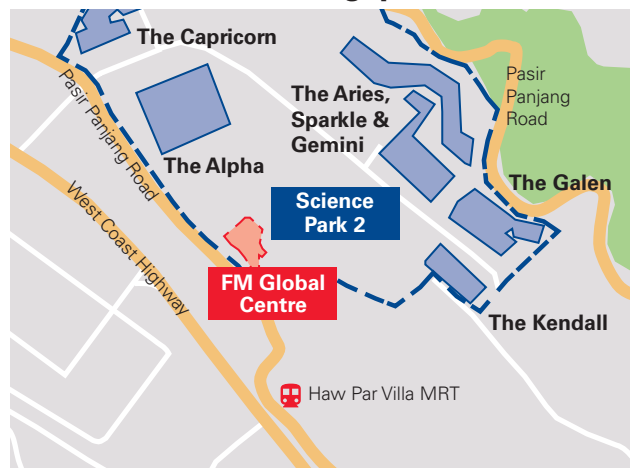 The Capricorn
Pasir Panjang Road
The Alpha
West Coast Highway
The Aries,
Sparkle &
Gemini
Pasir
Panjang
Road
The Galen
Science
Park 2
FM Global
Centre
The Kendall
Haw Par Villa MRT